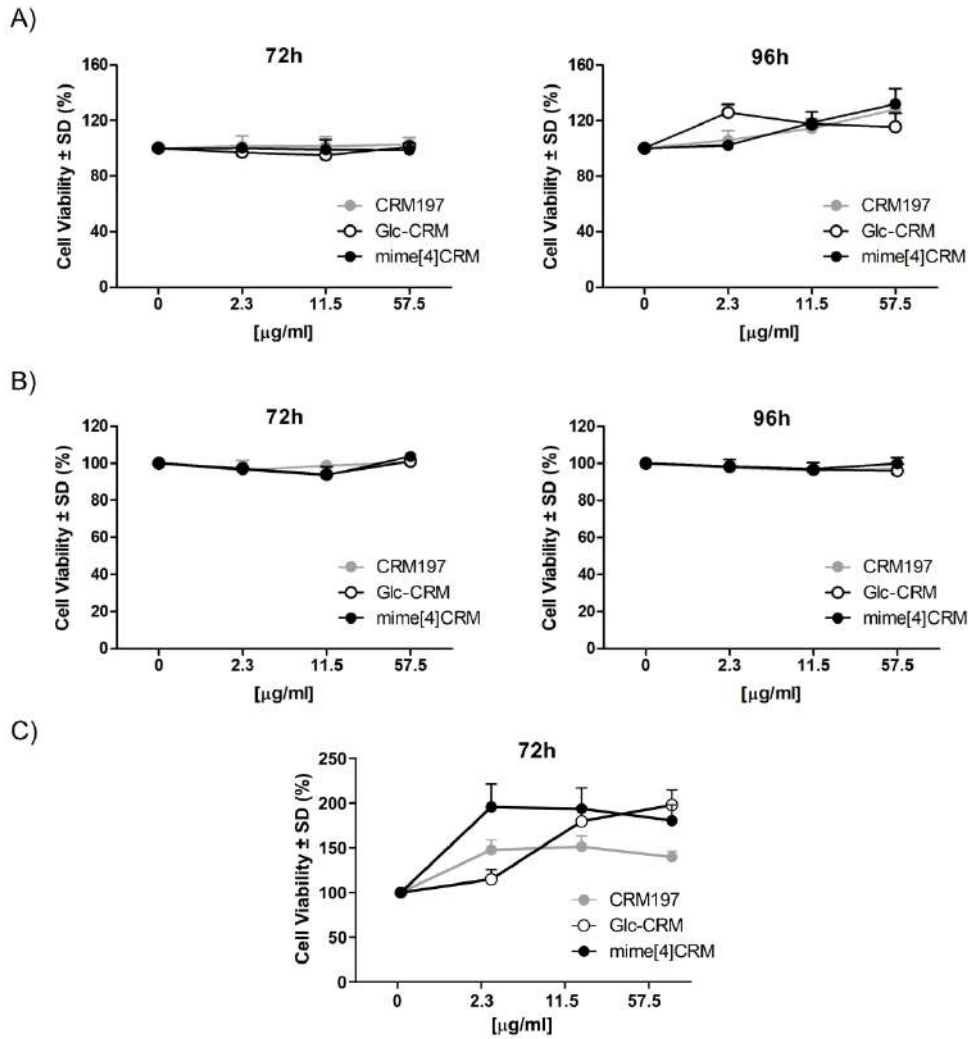 A)
72h
Cell Viability ± SD (%)
160
120
80
40
0
0 2.3 11.5 57.5
[µg/ml]
CRM197
Glc-CRM
mime[4]CRM
96h
Cell Viability ± SD (%)
160
120
80
40
0
0 2.3 11.5 57.5
[µg/ml]
CRM197
Glc-CRM
mime[4]CRM
B)
72h
Cell Viability ± SD (%)
120
100
80
60
40
20
0
0 2.3 11.5 57.5
[µg/ml]
CRM197
Glc-CRM
mime[4]CRM
96h
Cell Viability ± SD (%)
120
100
80
60
40
20
0
0 2.3 11.5 57.5
[µg/ml]
CRM197
Glc-CRM
mime[4]CRM
C)
72h
Cell Viability ± SD (%)
250
200
150
100
50
0
0 2.3 11.5 57.5
[µg/ml]
CRM197
Glc-CRM
mime[4]CRM